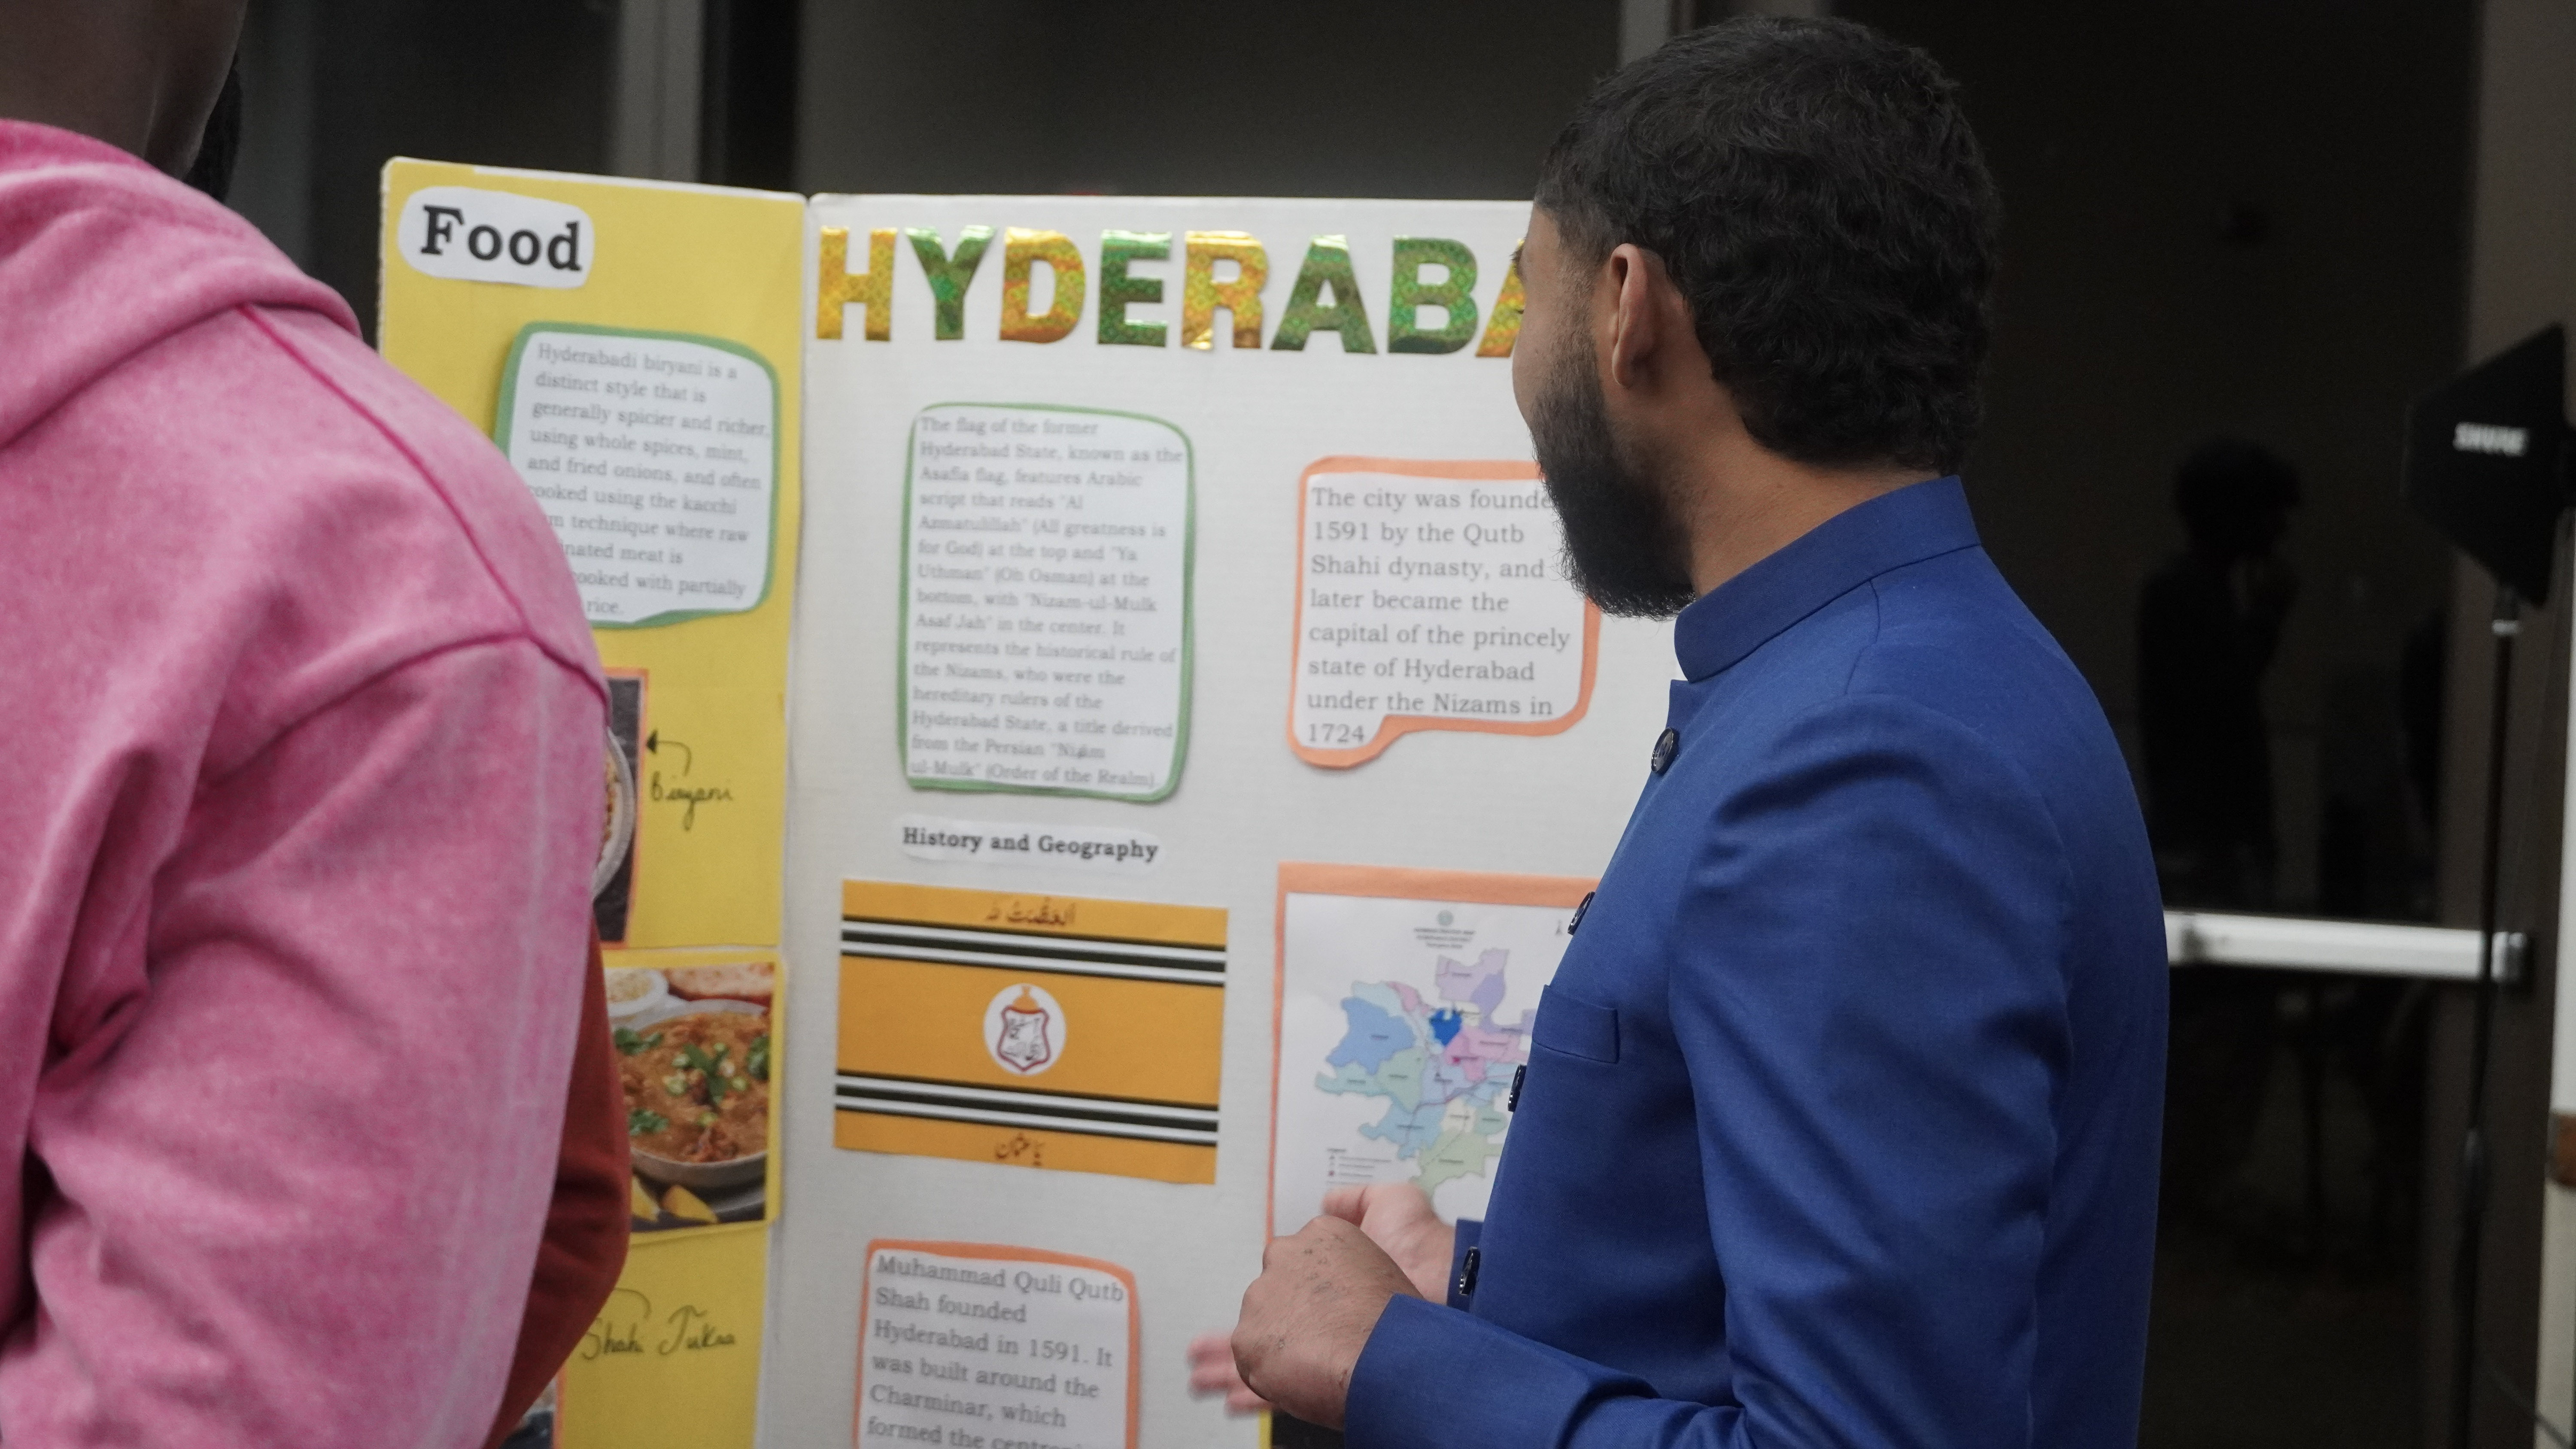 Food
Hyderabadi biryani is a
distinct style that is
generally spicier and richer,
using whole spices, mint,
and fried onions, and often
cooked using the kacchi
technique where raw
meat is
cooked with partially
rice.
Biryani
Shahi Tukra
HYDERABA
The flag of the former
Hyderabad State, known as the
Asafia flag, features Arabic
script that reads "Al
Azmatulillah" (All greatness is
for God) at the top and "Ya
Uthman" (Oh Osman) at the
bottom, with "Nizam-ul-Mulk
Asaf Jah" in the center. It
represents the historical rule of
the Nizams, who were the
hereditary rulers of the
Hyderabad State, a title derived
from the Persian "Nizām
ul-Mulk" (Order of the Realm)
History and Geography
العظمت لله
يا عثمان
Muhammad Quli Qutb
Shah founded
Hyderabad in 1591. It
was built around the
Charminar, which
formed the
The city was founde
1591 by the Qutb
Shahi dynasty, and
later became the
capital of the princely
state of Hyderabad
under the Nizams in
1724
SHURE